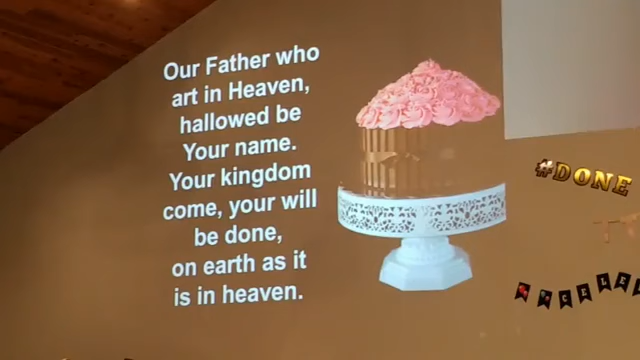 Our Father who
art in Heaven,
hallowed be
Your name.
Your kingdom
come, your will
be done,
on earth as it
is in heaven.
#DONE
CELE